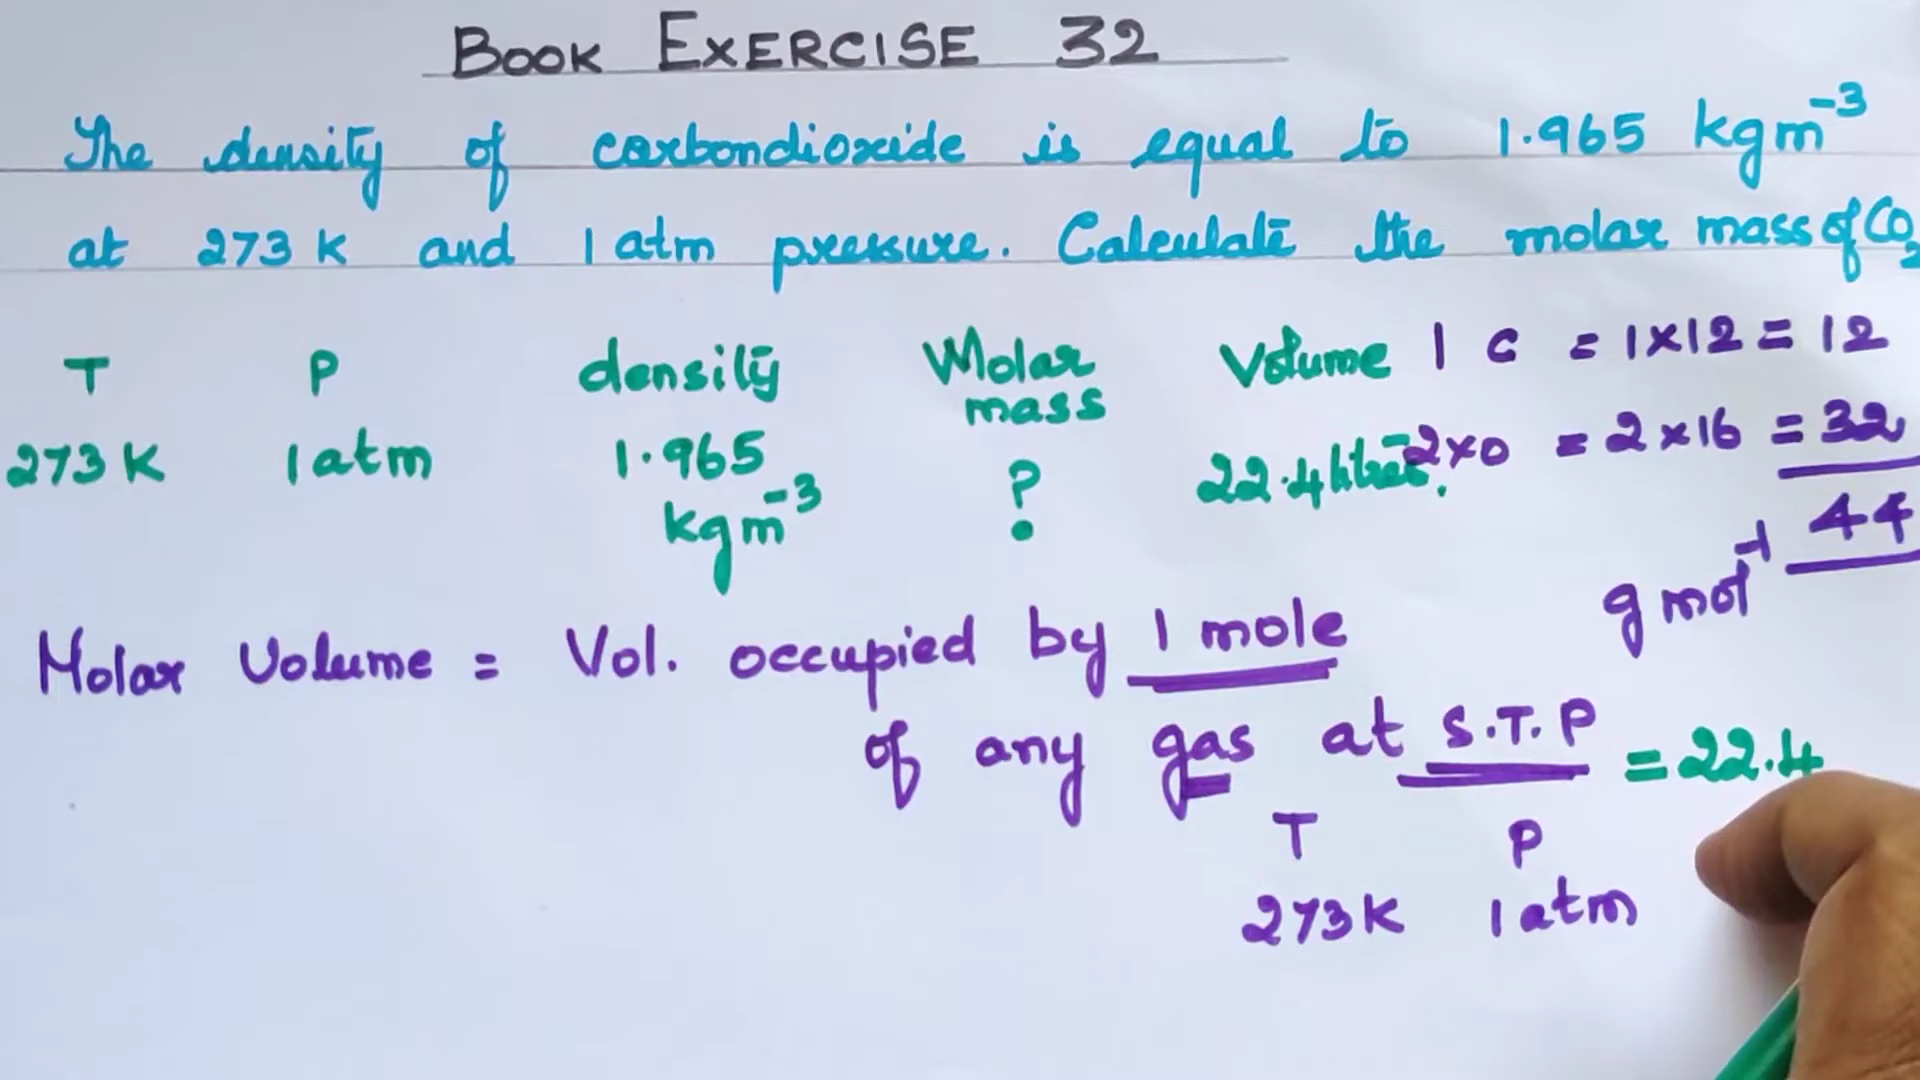 BOOK EXERCISE 32
The density of carbondioxide is equal to 1.965 kgm⁻³
at 273 K and 1 atm pressure. Calculate the molar mass of CO₂
T P density Molar mass Volume
273 K 1 atm 1.965 kgm⁻³ ? 22.4 litres.
1 C = 1×12 = 12
2×O = 2×16 = 32
44
g mol⁻¹
Molar Volume = Vol. occupied by 1 mole
of any gas at S.T.P = 22.4
T P
273K 1 atm